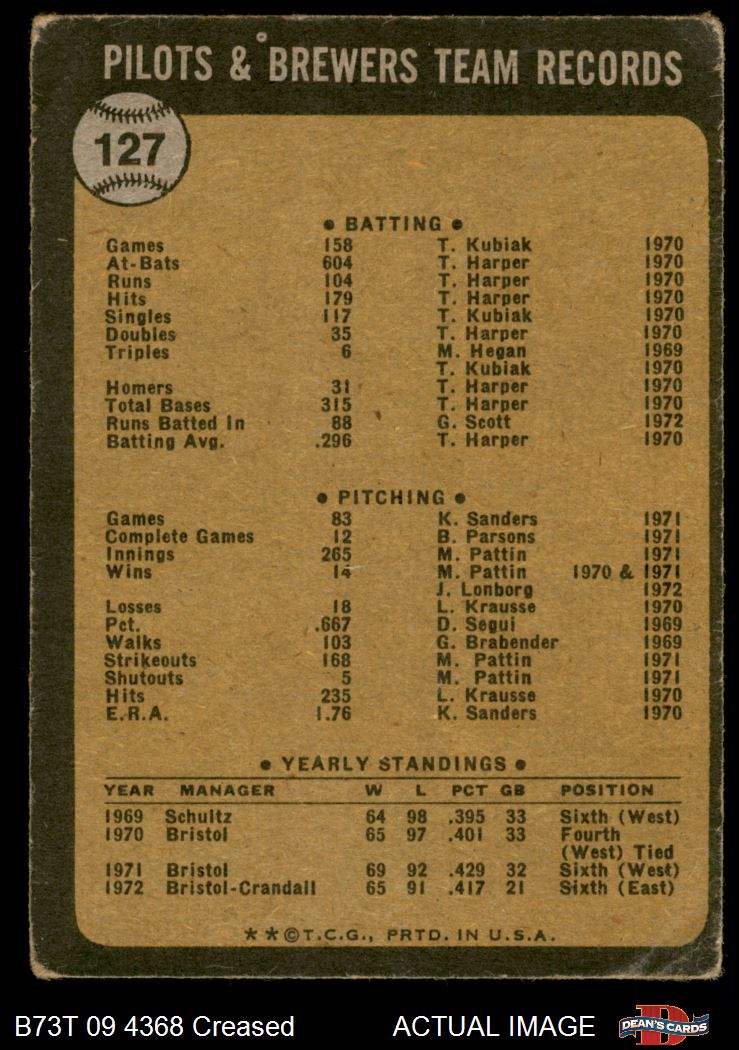 PILOTS & BREWERS TEAM RECORDS
127
• BATTING •
Games 158 T. Kubiak 1970
At-Bats 604 T. Harper 1970
Runs 104 T. Harper 1970
Hits 179 T. Harper 1970
Singles 117 T. Kubiak 1970
Doubles 35 T. Harper 1970
Triples 6 M. Hegan 1969
T. Kubiak 1970
Homers 31 T. Harper 1970
Total Bases 315 T. Harper 1970
Runs Batted In 88 G. Scott 1972
Batting Avg. .296 T. Harper 1970
• PITCHING •
Games 83 K. Sanders 1971
Complete Games 12 B. Parsons 1971
Innings 265 M. Pattin 1971
Wins 14 M. Pattin 1970 & 1971
J. Lonborg 1972
Losses 18 L. Krausse 1970
Pct. .667 D. Segui 1969
Walks 103 G. Brabender 1969
Strikeouts 168 M. Pattin 1971
Shutouts 5 M. Pattin 1971
Hits 235 L. Krausse 1970
E.R.A. 1.76 K. Sanders 1970
• YEARLY STANDINGS •
YEAR MANAGER W L PCT GB POSITION
1969 Schultz 64 98 .395 33 Sixth (West)
1970 Bristol 65 97 .401 33 Fourth
(West) Tied
1971 Bristol 69 92 .429 32 Sixth (West)
1972 Bristol-Crandall 65 91 .417 21 Sixth (East)
**©T.C.G., PRTD. IN U.S.A.
B73T 09 4368 Creased ACTUAL IMAGE
D
DEAN'S CARDS